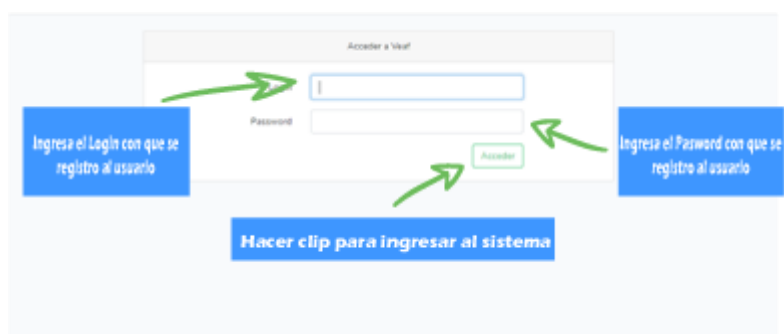 Acceder a Veaf
Password
Ingresa el Login con que se
registro al usuario
Ingresa el Pasword con que se
registro al usuario
Acceder
Hacer clip para ingresar al sistema